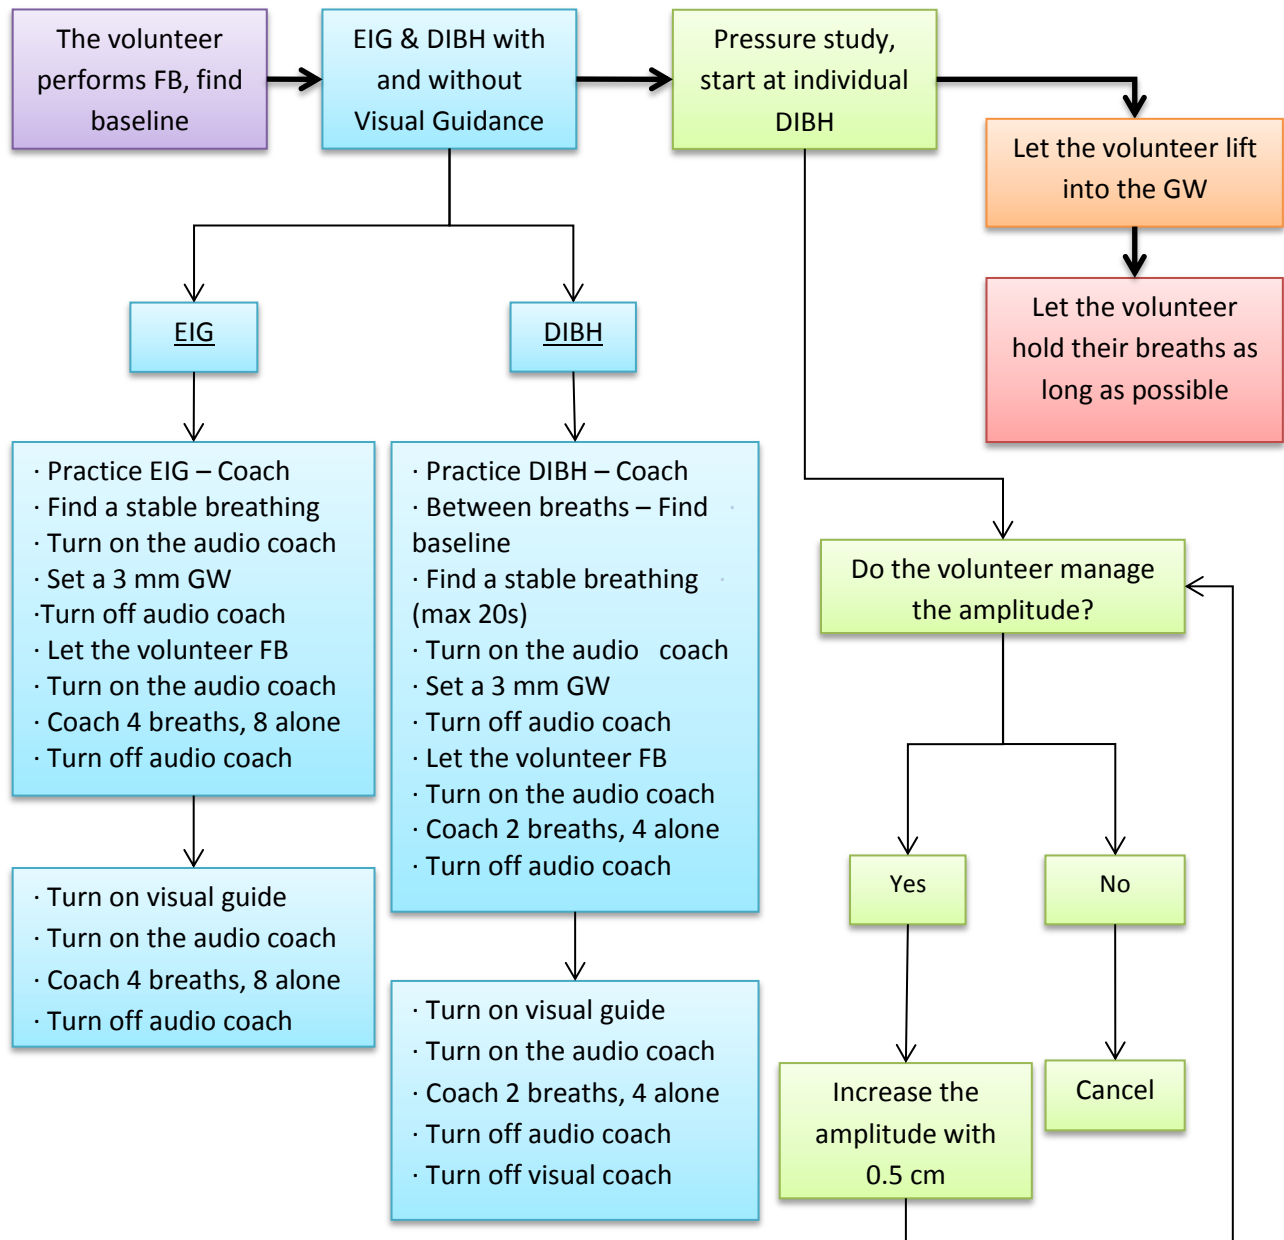 The volunteer
performs FB, find
baseline
EIG & DIBH with
and without
Visual Guidance
Pressure study,
start at individual
DIBH
Let the volunteer lift
into the GW
Let the volunteer
hold their breaths as
long as possible
EIG
DIBH
· Practice EIG – Coach
· Find a stable breathing
· Turn on the audio coach
· Set a 3 mm GW
·Turn off audio coach
· Let the volunteer FB
· Turn on the audio coach
· Coach 4 breaths, 8 alone
· Turn off audio coach
· Practice DIBH – Coach
· Between breaths – Find
baseline
· Find a stable breathing
(max 20s)
· Turn on the audio coach
· Set a 3 mm GW
· Turn off audio coach
· Let the volunteer FB
· Turn on the audio coach
· Coach 2 breaths, 4 alone
· Turn off audio coach
Do the volunteer manage
the amplitude?
Yes
No
· Turn on visual guide
· Turn on the audio coach
· Coach 4 breaths, 8 alone
· Turn off audio coach
· Turn on visual guide
· Turn on the audio coach
· Coach 2 breaths, 4 alone
· Turn off audio coach
· Turn off visual coach
Increase the
amplitude with
0.5 cm
Cancel